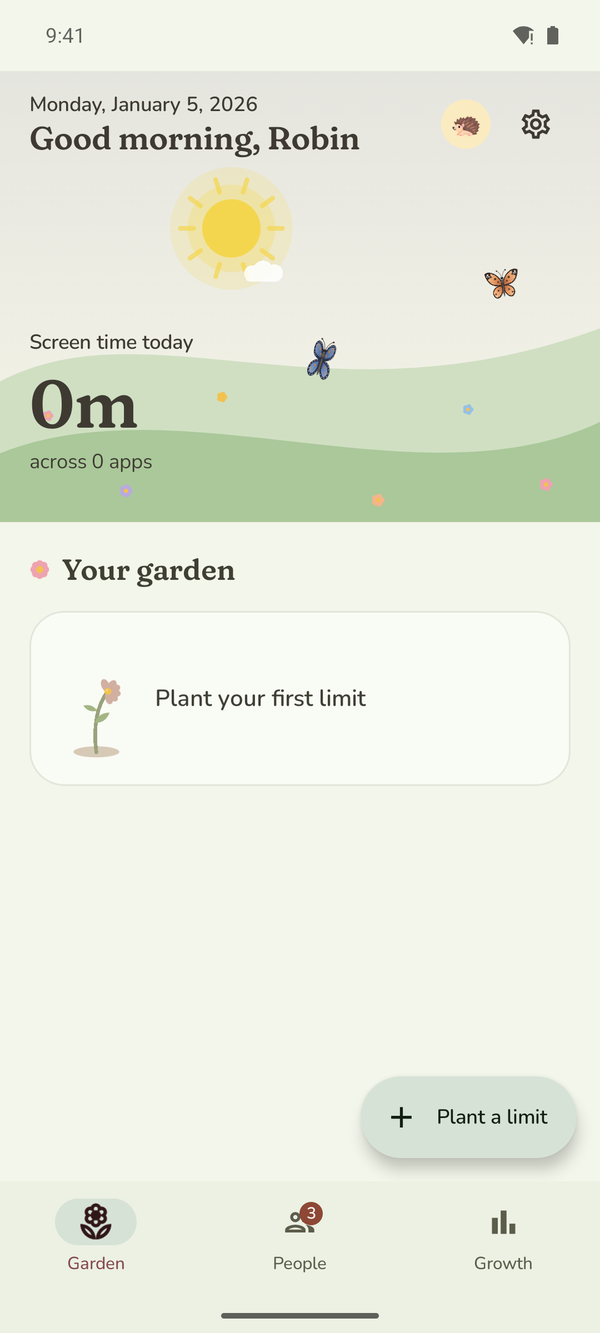 9:41
Monday, January 5, 2026
Good morning, Robin
Screen time today
0m
across 0 apps
Your garden
Plant your first limit
Plant a limit
3
Garden
People
Growth